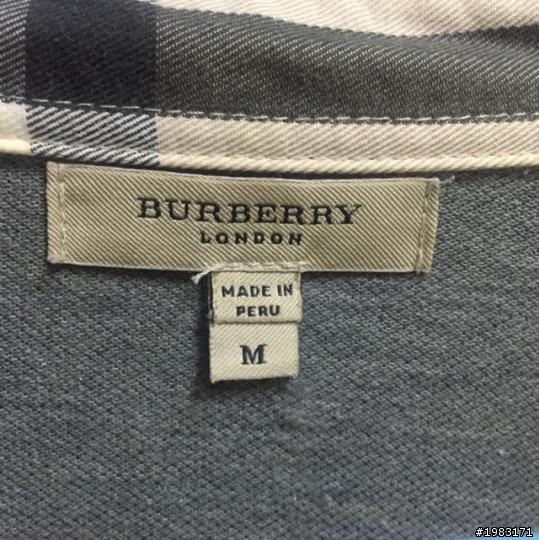 BURBERRY
LONDON
MADE IN
PERU
M
#1983171